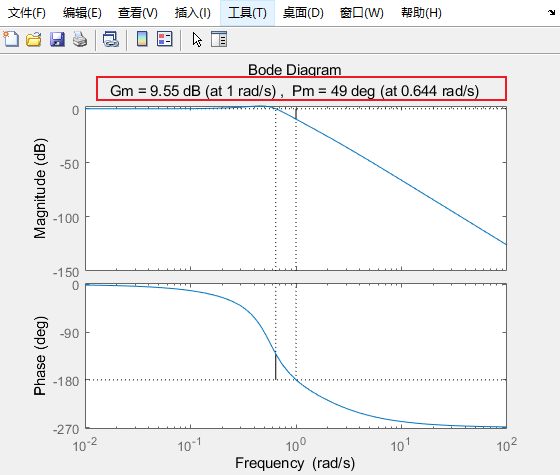 文件(F) 编辑(E) 查看(V) 插入(I) 工具(T) 桌面(D) 窗口(W) 帮助(H)
Bode Diagram
Gm = 9.55 dB (at 1 rad/s) , Pm = 49 deg (at 0.644 rad/s)
Magnitude (dB)
0
-50
-100
-150
Phase (deg)
0
-90
-180
-270
10^-2 10^-1 10^0 10^1 10^2
Frequency (rad/s)